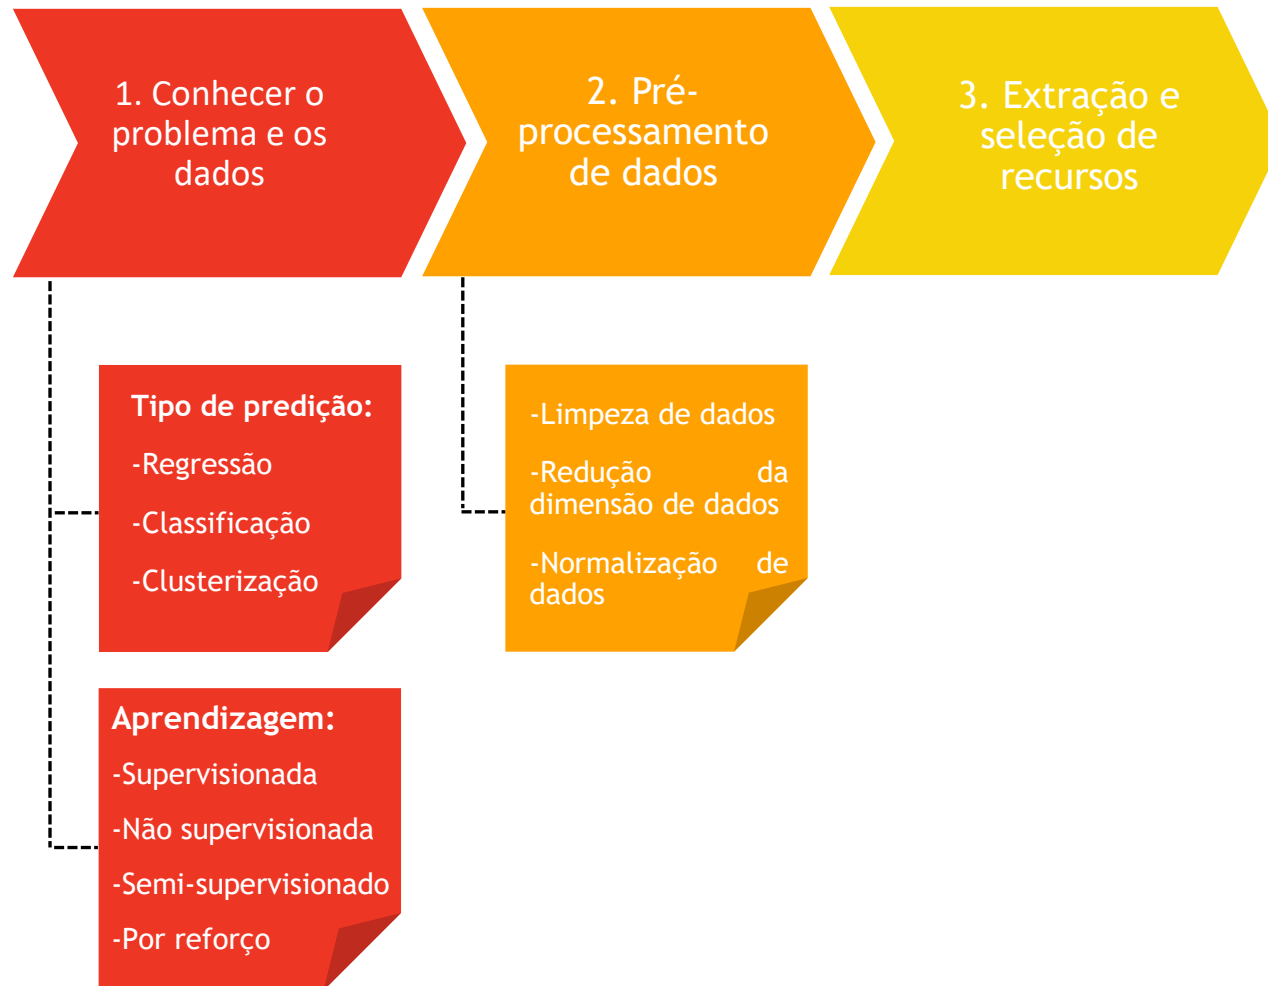 1. Conhecer o
problema e os
dados
2. Pré-
processamento
de dados
3. Extração e
seleção de
recursos
Tipo de predição:
-Regressão
-Classificação
-Clusterização
-Limpeza de dados
-Redução da
dimensão de dados
-Normalização de
dados
Aprendizagem:
-Supervisionada
-Não supervisionada
-Semi-supervisionado
-Por reforço